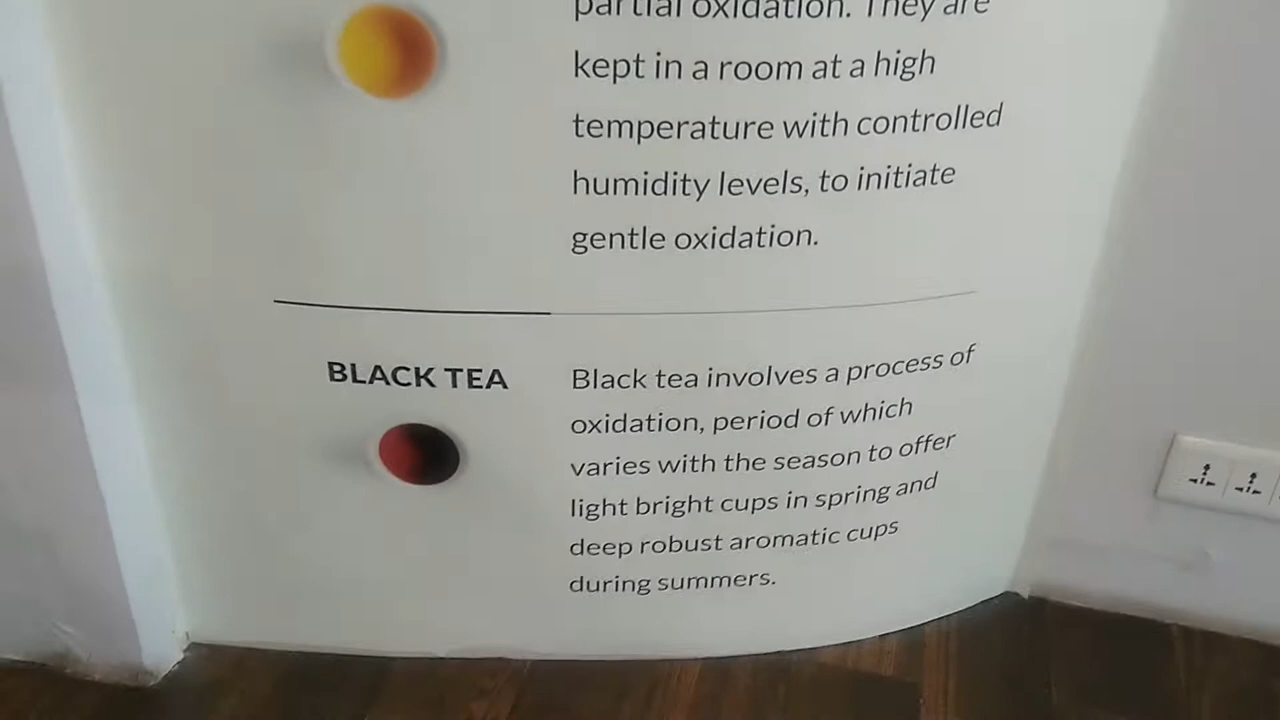 partial oxidation. They are
kept in a room at a high
temperature with controlled
humidity levels, to initiate
gentle oxidation.
BLACK TEA
Black tea involves a process of
oxidation, period of which
varies with the season to offer
light bright cups in spring and
deep robust aromatic cups
during summers.